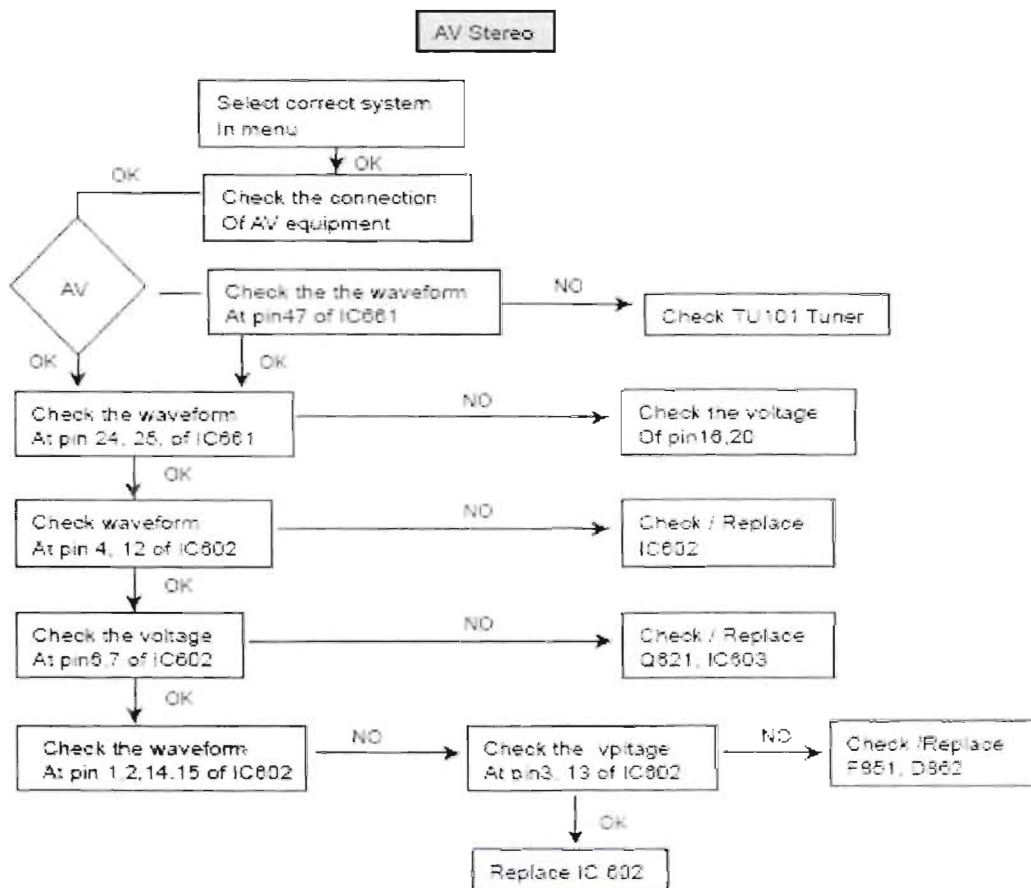 AV Stereo
Select correct system
In menu
OK
OK
Check the connection
Of AV equipment
AV
Check the the waveform
At pin47 of IC661
NO
Check TU101 Tuner
OK
OK
Check the waveform
At pin 24, 25, of IC661
NO
Check the voltage
Of pin16,20
OK
Check waveform
At pin 4, 12 of IC602
NO
Check / Replace
IC602
OK
Check the voltage
At pin6,7 of IC602
NO
Check / Replace
Q621, IC603
OK
Check the waveform
At pin 1,2,14.15 of IC602
NO
Check the vpltage
At pin3, 13 of IC602
NO
Check /Replace
F851, D862
OK
Replace IC 602